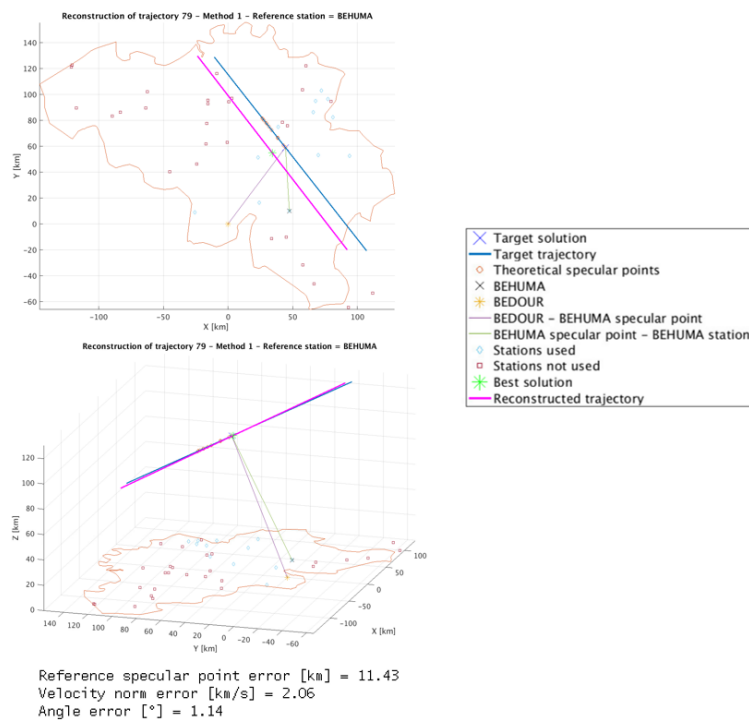 Reconstruction of trajectory 79 – Method 1 – Reference station = BEHUMA
140
120
100
80
60
40
20
0
−20
−40
−60
Y [km]
−100
−50
0
50
100
X [km]
Target solution
Target trajectory
Theoretical specular points
BEHUMA
BEDOUR
BEDOUR – BEHUMA specular point
BEHUMA specular point – BEHUMA station
Stations used
Stations not used
Best solution
Reconstructed trajectory
Reconstruction of trajectory 79 – Method 1 – Reference station = BEHUMA
120
100
80
60
40
20
0
Z [km]
140
120
100
80
60
40
20
0
−20
−40
−60
Y [km]
100
50
0
−50
−100
X [km]
Reference specular point error [km] = 11.43
Velocity norm error [km/s] = 2.06
Angle error [°] = 1.14